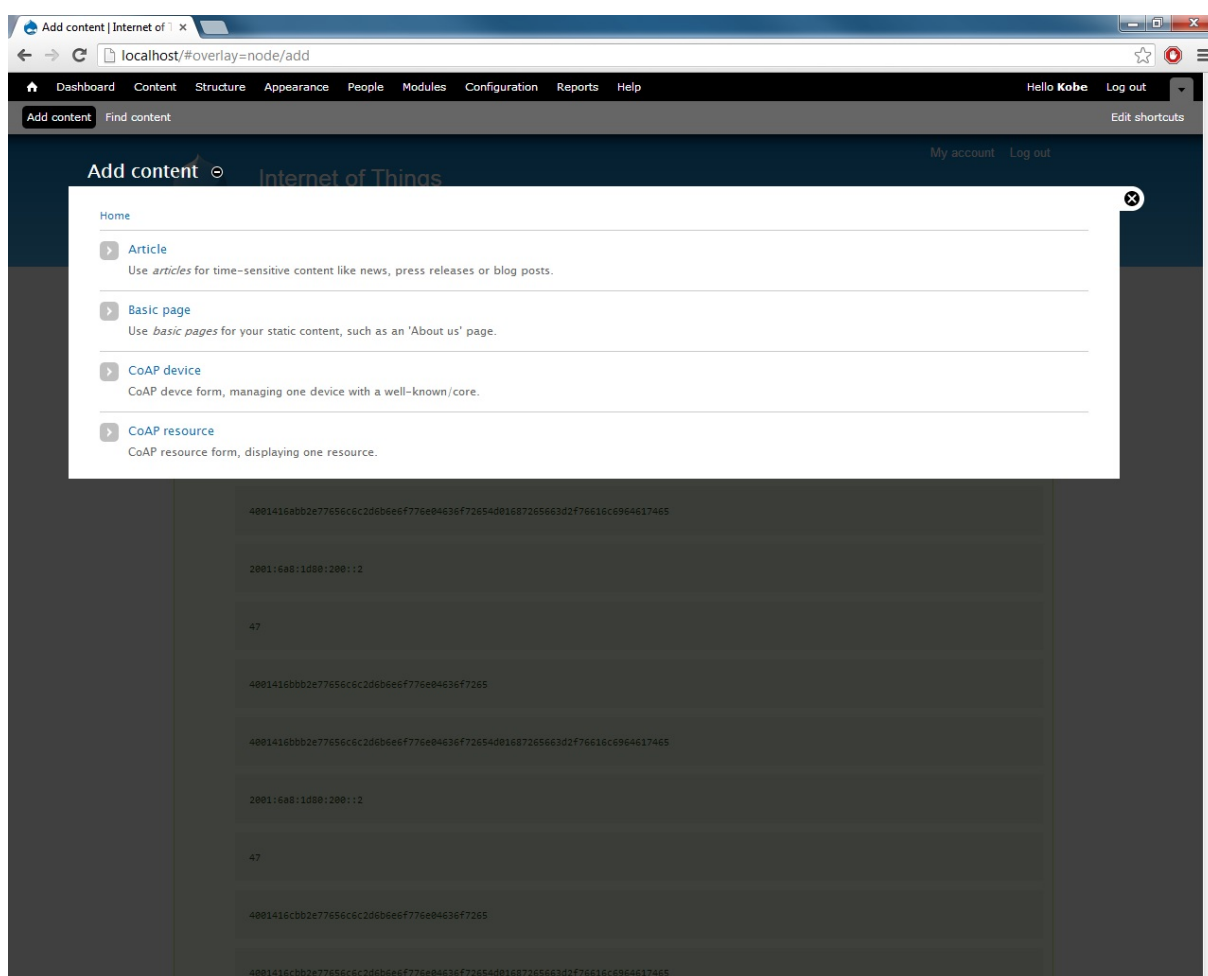 Add content | Internet of T
localhost/#overlay=node/add
Dashboard Content Structure Appearance People Modules Configuration Reports Help Hello Kobe Log out
Add content Find content Edit shortcuts
My account Log out
Add content
Internet of Things
Home
Article
Use articles for time-sensitive content like news, press releases or blog posts.
Basic page
Use basic pages for your static content, such as an 'About us' page.
CoAP device
CoAP devce form, managing one device with a well-known/core.
CoAP resource
CoAP resource form, displaying one resource.
4001416abb2e77656c6c2d6b6e6f776e04636f72654d01687265663d2f76616c6964617465
2001:6a8:1d80:200::2
47
4001416bbb2e77656c6c2d6b6e6f776e04636f7265
4001416bbb2e77656c6c2d6b6e6f776e04636f72654d01687265663d2f76616c6964617465
2001:6a8:1d80:200::2
47
4001416cbb2e77656c6c2d6b6e6f776e04636f7265
4001416cbb2e77656c6c2d6b6e6f776e04636f72654d01687265663d2f76616c6964617465